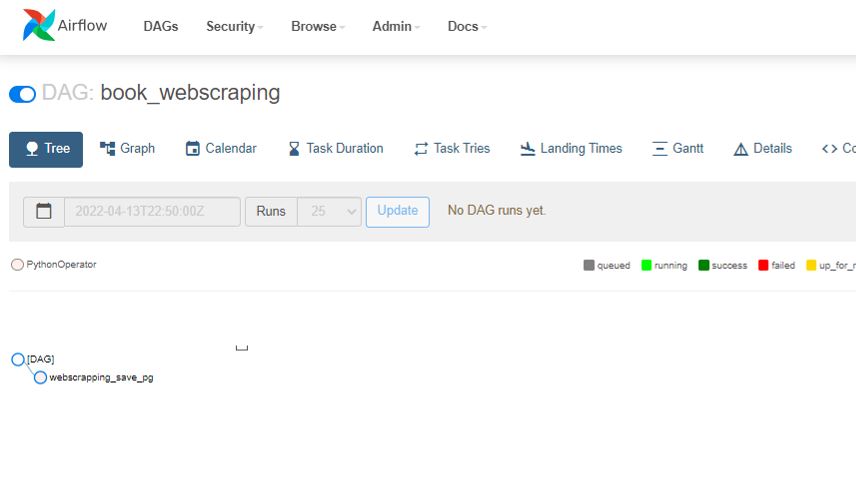 Airflow DAGs Security Browse Admin Docs
DAG: book_webscraping
Tree Graph Calendar Task Duration Task Tries Landing Times Gantt Details <> Co
2022-04-13T22:50:00Z Runs 25 Update No DAG runs yet.
PythonOperator queued running success failed up_for_r
[DAG]
webscrapping_save_pg